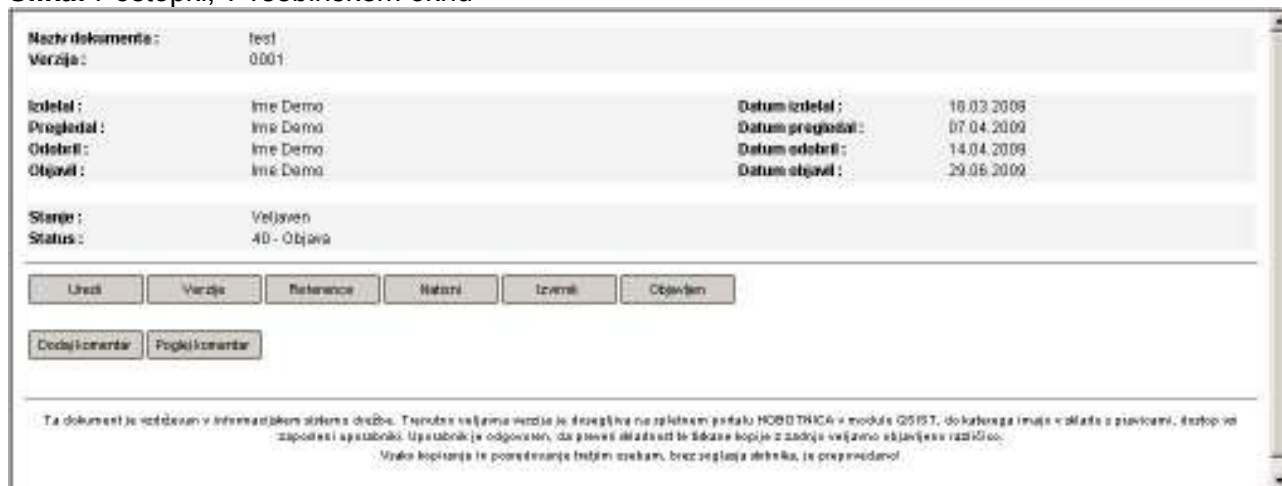 Naziv dokumenta : test
Verzija : 0001
Izdelal : Ime Demo Datum izdelal : 18.03.2009
Pregledal : Ime Demo Datum pregledal : 07.04.2009
Odobril : Ime Demo Datum odobril : 14.04.2009
Objavil : Ime Demo Datum objavil : 29.06.2009
Stanje : Veljaven
Status : 40 - Objava
Uredi Verzije Reference Natisni Izvirnik Objavljen
Dodaj komentar Poglej komentar
Ta dokument je vzdrževan v informacijskem sistemu družbe. Trenutno veljavna verzija je dosegljiva na spletnem portalu HOBOTNICA v modulu QSIST, do katerega imajo v skladu s pravicami, dostop vsi
zaposleni uporabniki. Uporabnik je odgovoren, da preveri skladnost te tiskane kopije z zadnjo veljavno objavljeno različico.
Vsako kopiranje in posredovanje tretjim osebam, brez soglasja skrbnika, je prepovedano!